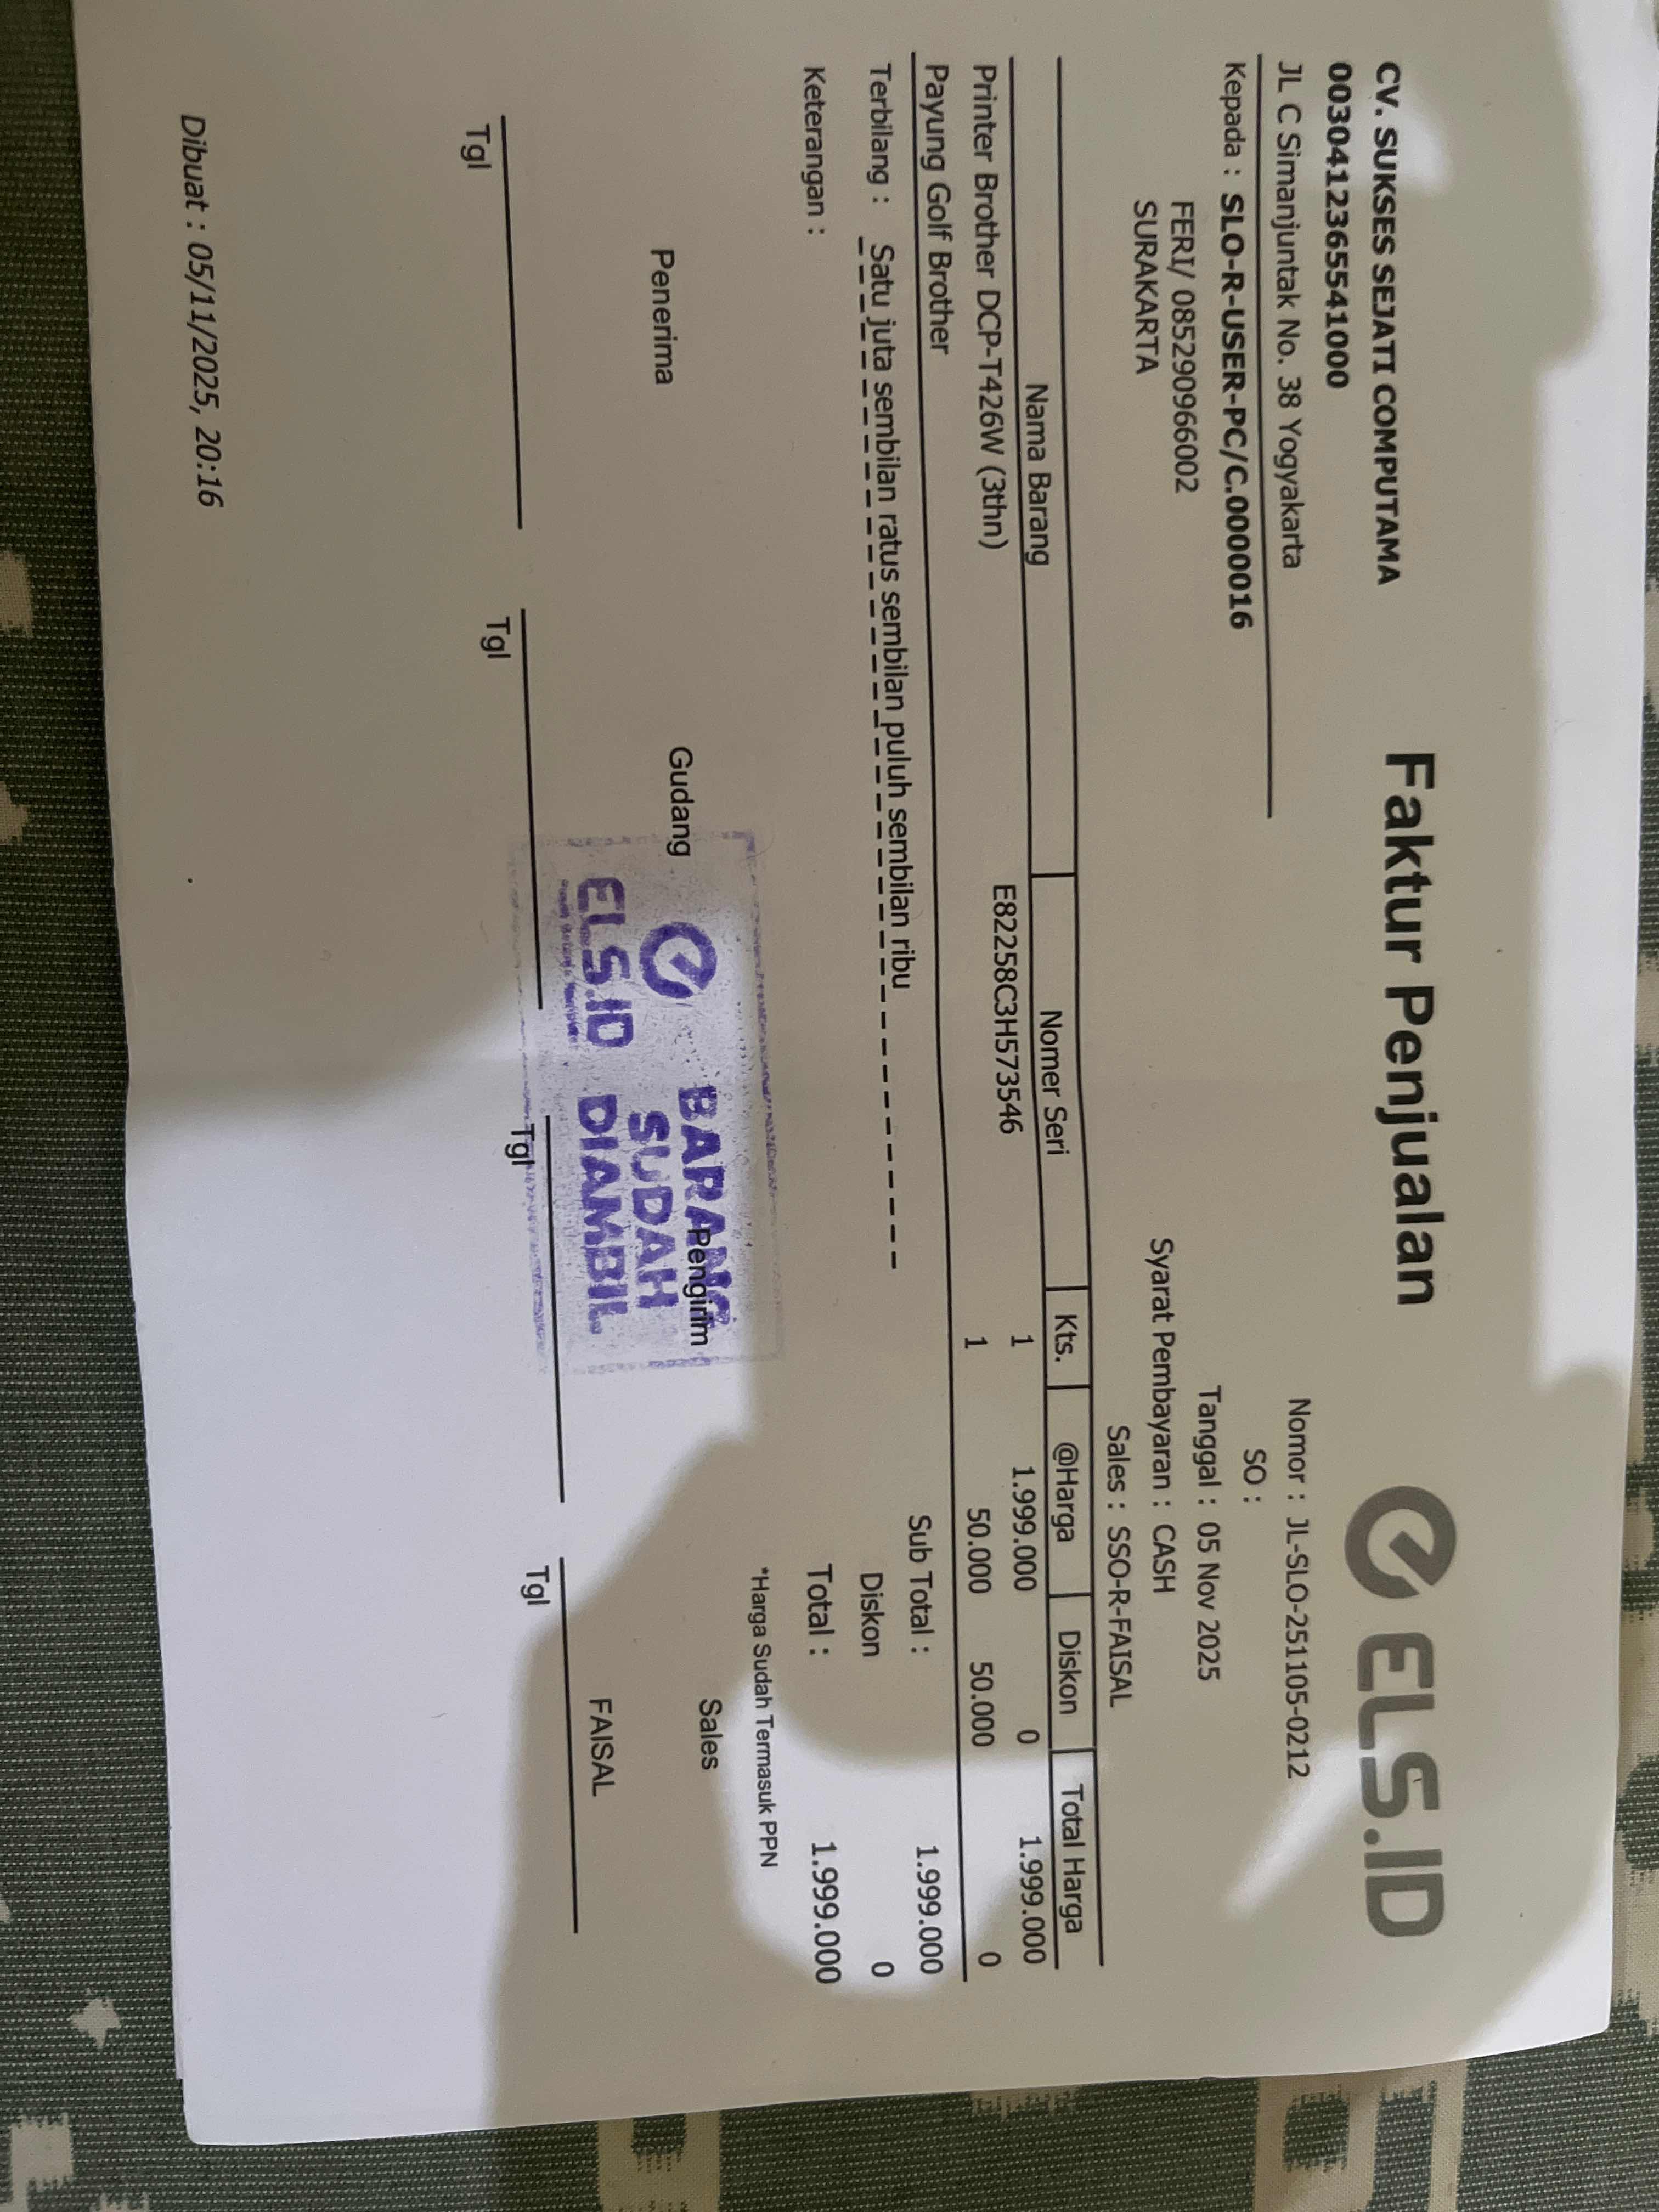 CV. SUKSES SEJATI COMPUTAMA
0030412365541000
JL C Simanjuntak No. 38 Yogyakarta
Faktur Penjualan
ELS.ID
Kepada : SLO-R-USER-PC/C.0000016
FERI/ 085290966002
SURAKARTA
Nomor : JL-SLO-251105-0212
SO :
Tanggal : 05 Nov 2025
Syarat Pembayaran : CASH
Sales : SSO-R-FAISAL
Nama Barang Nomer Seri Kts. @Harga Diskon Total Harga
Printer Brother DCP-T426W (3thn) E82258C3H573546 1 1.999.000 0 1.999.000
Payung Golf Brother 1 50.000 50.000 0
Terbilang : Satu juta sembilan ratus sembilan puluh sembilan ribu
Keterangan :
Sub Total : 1.999.000
Diskon 0
Total : 1.999.000
*Harga Sudah Termasuk PPN
Penerima Gudang Pengirim Sales
ELS.ID
BARANG
SUDAH
DIAMBIL
FAISAL
Tgl Tgl Tgl Tgl
Dibuat : 05/11/2025, 20:16